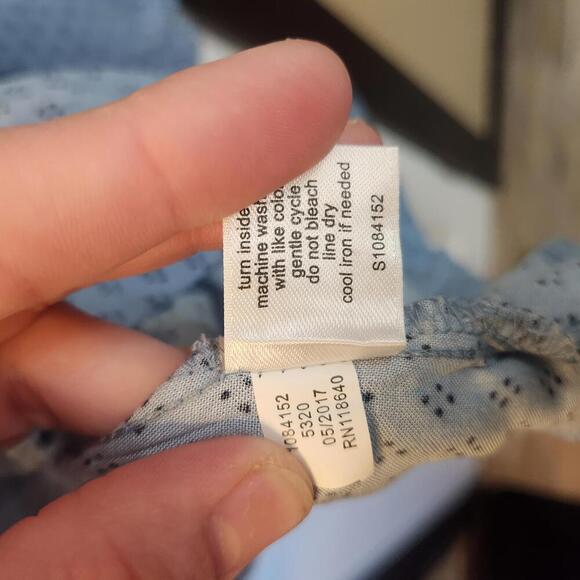 turn inside
machine wash
with like
gentle cycle
do not bleach
line dry
cool iron if needed
S1084152
1084152
5320
05/2017
RN118640